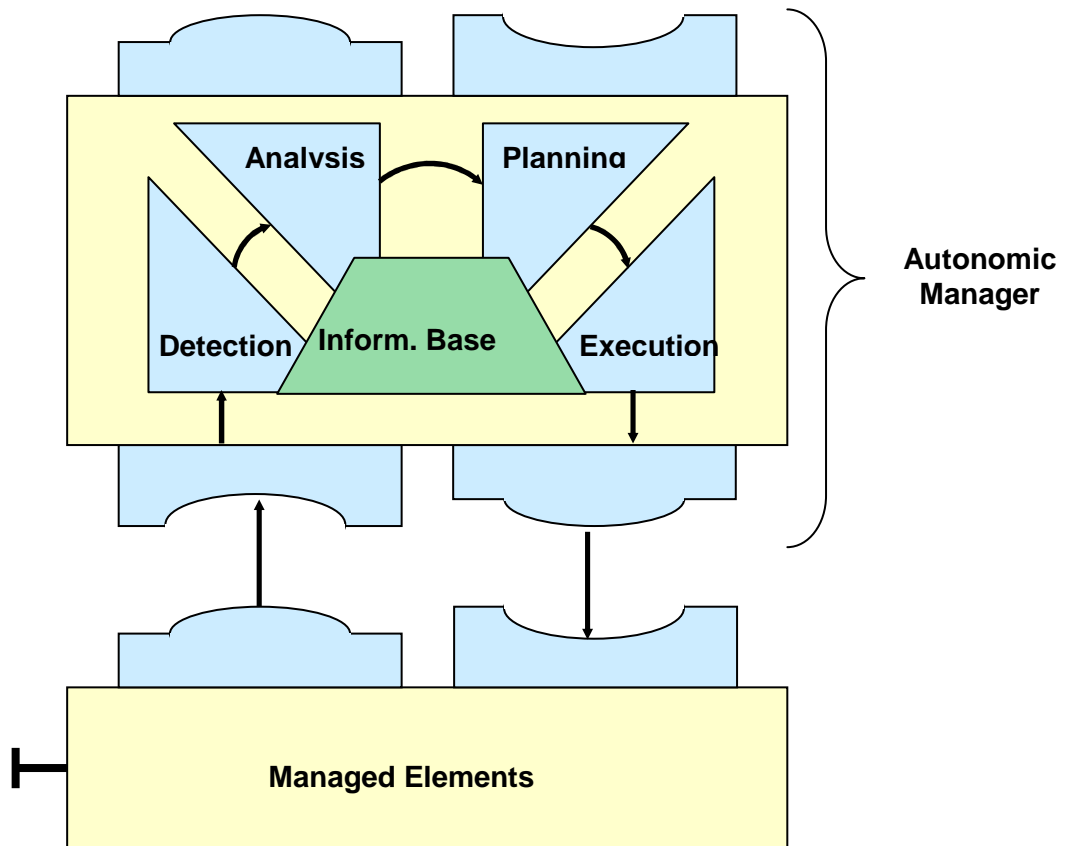 Analysis
Planning
Autonomic
Manager
Detection
Inform. Base
Execution
Managed Elements